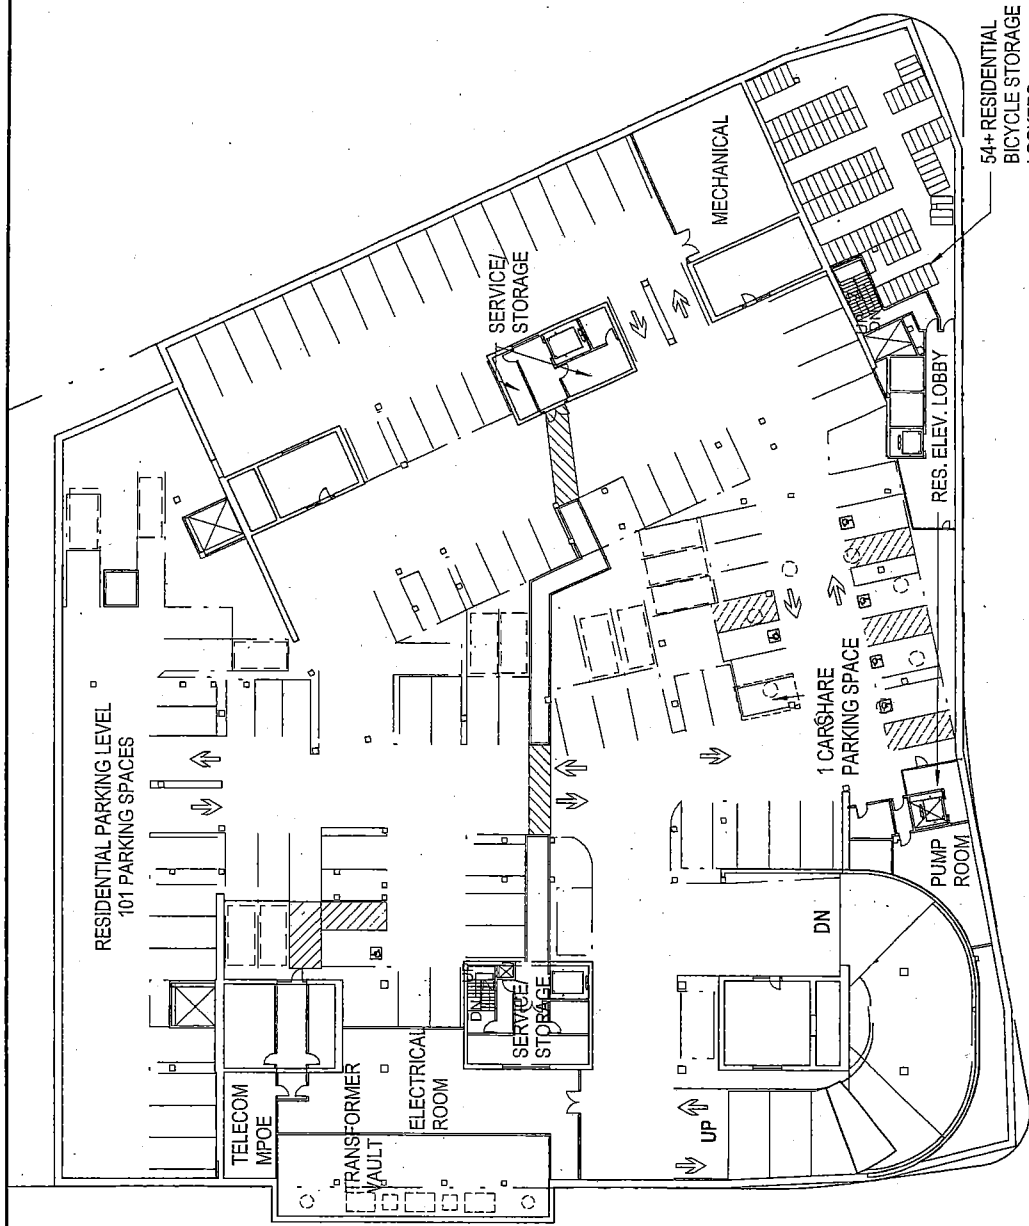 RESIDENTIAL PARKING LEVEL
101 PARKING SPACES
SERVICE/
STORAGE
MECHANICAL
54+ RESIDENTIAL
BICYCLE STORAGE
RES. ELEV. LOBBY
1 CARSHARE
PARKING SPACE
PUMP
ROOM
DN
UP
DN
SERVICE/
STORAGE
ELECTRICAL
ROOM
TRANSFORMER
VAULT
TELECOM
MPOE